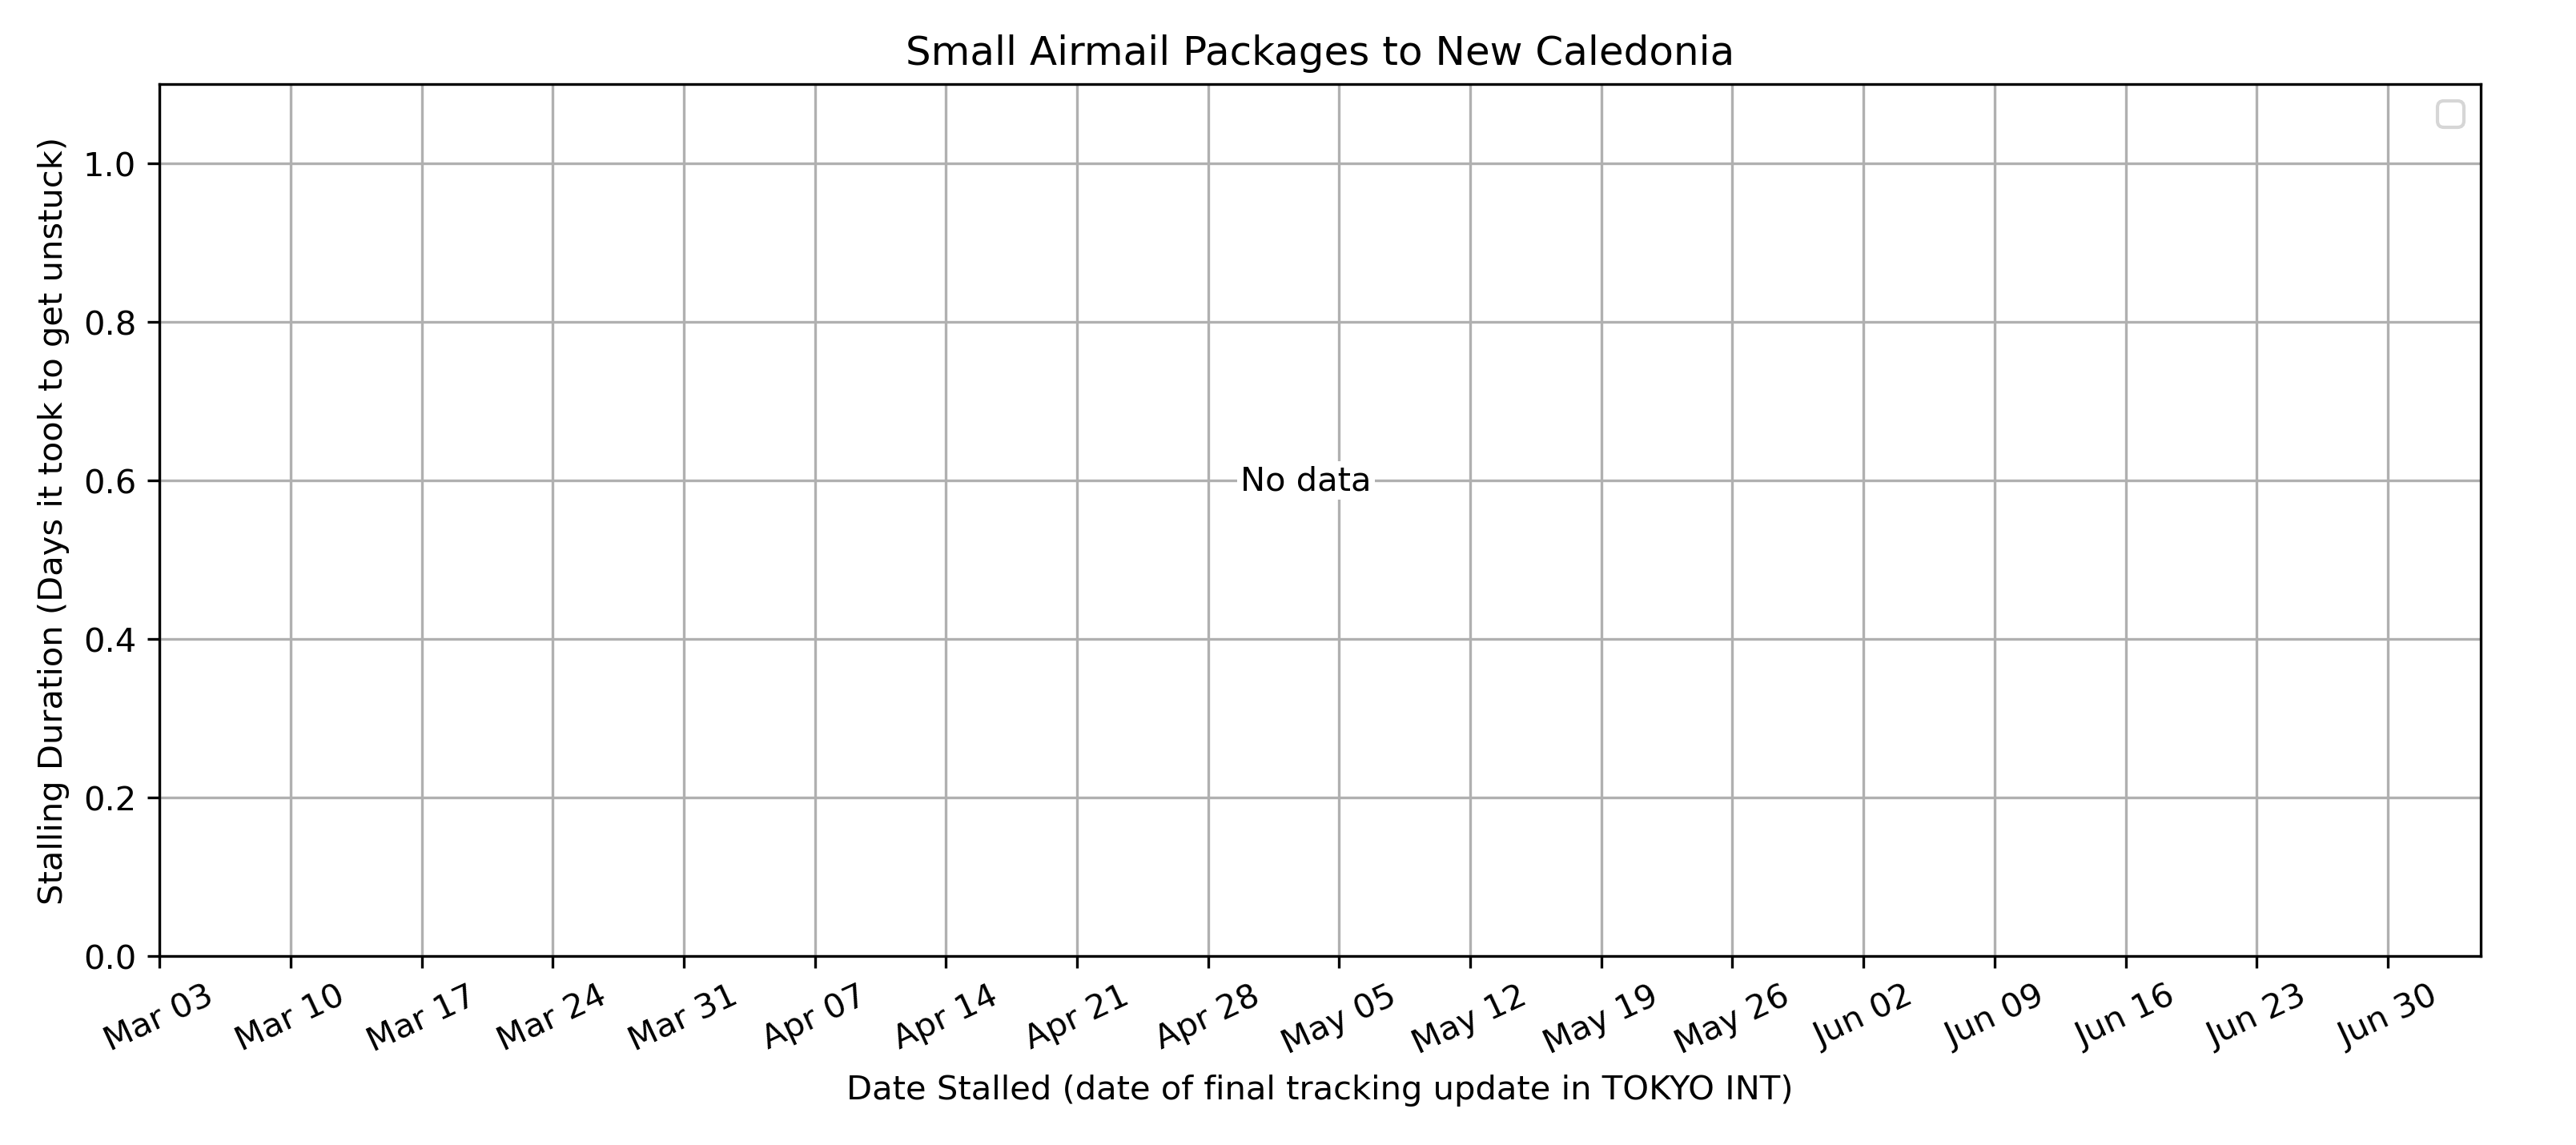 Small Airmail Packages to New Caledonia
Stalling Duration (Days it took to get unstuck)
1.0
0.8
0.6
0.4
0.2
0.0
No data
Mar 03 Mar 10 Mar 17 Mar 24 Mar 31 Apr 07 Apr 14 Apr 21 Apr 28 May 05 May 12 May 19 May 26 Jun 02 Jun 09 Jun 16 Jun 23 Jun 30
Date Stalled (date of final tracking update in TOKYO INT)